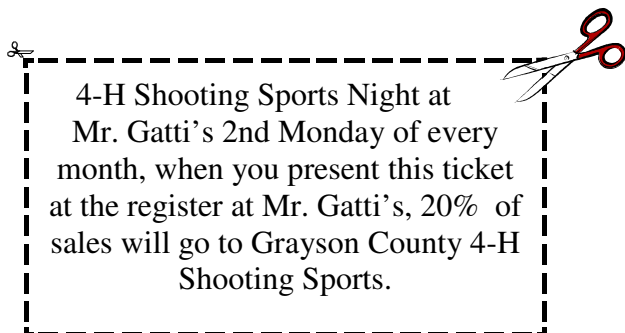 4-H Shooting Sports Night at
Mr. Gatti's 2nd Monday of every
month, when you present this ticket
at the register at Mr. Gatti's, 20% of
sales will go to Grayson County 4-H
Shooting Sports.